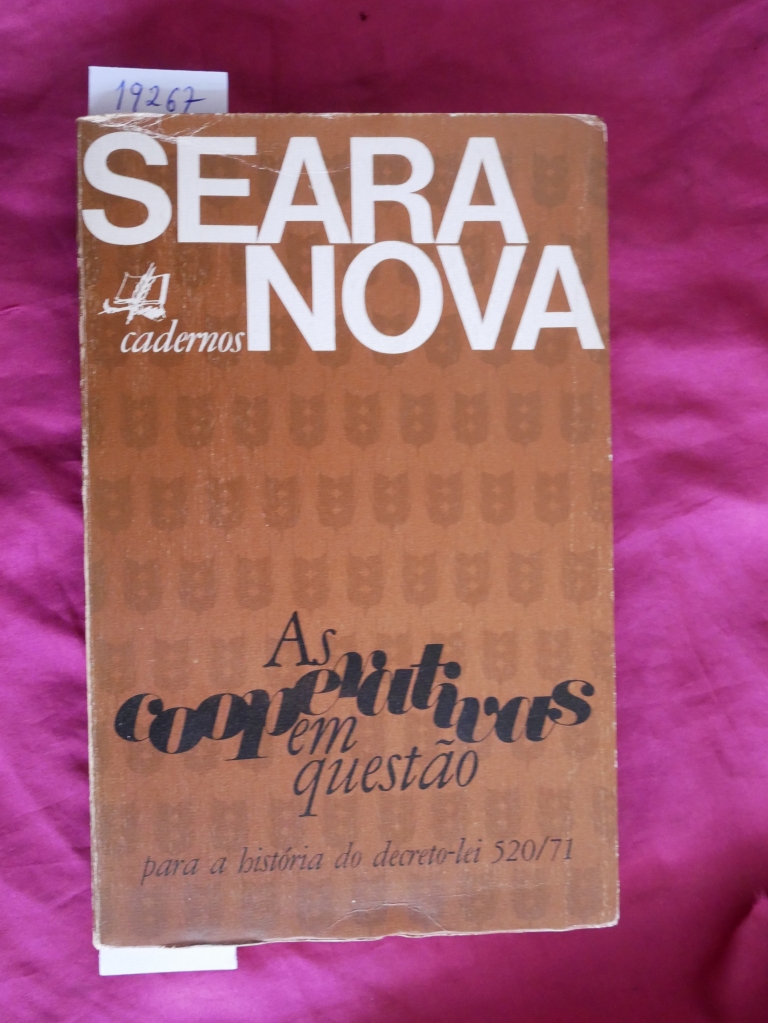 19267
SEARA
NOVA
cadernos
As
cooperativas
em
questão
para a história do decreto-lei 520/71